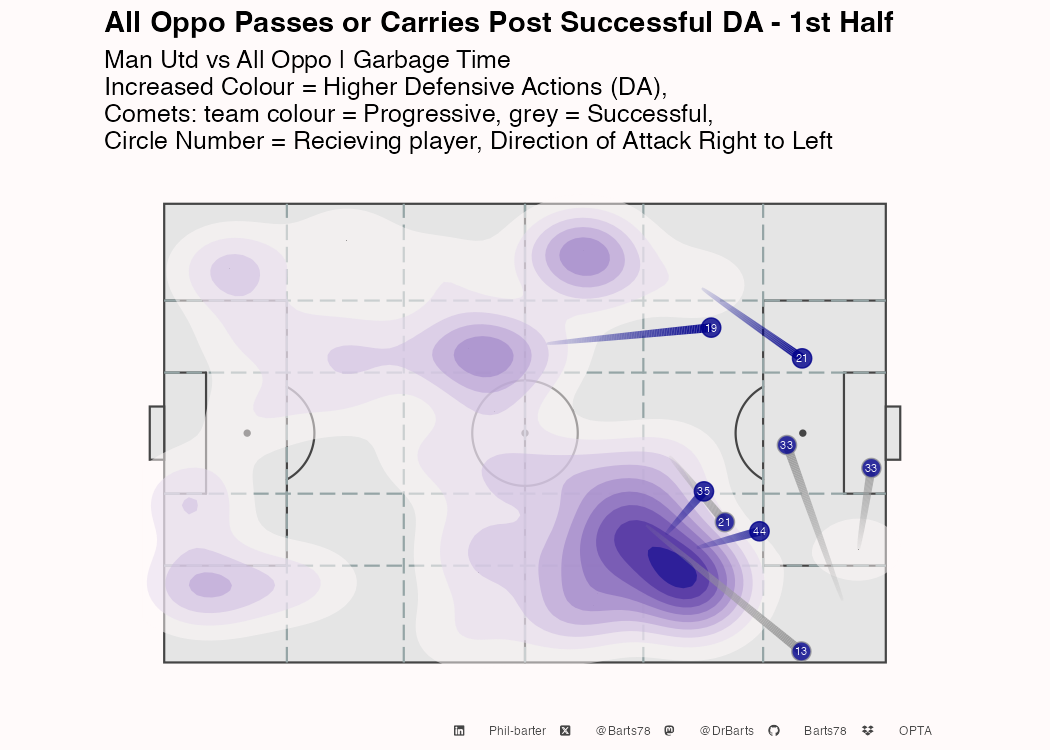 All Oppo Passes or Carries Post Successful DA - 1st Half
Man Utd vs All Oppo | Garbage Time
Increased Colour = Higher Defensive Actions (DA),
Comets: team colour = Progressive, grey = Successful,
Circle Number = Recieving player, Direction of Attack Right to Left
19
21
33
33
35
21
44
13
Phil-barter @Barts78 @DrBarts Barts78 OPTA